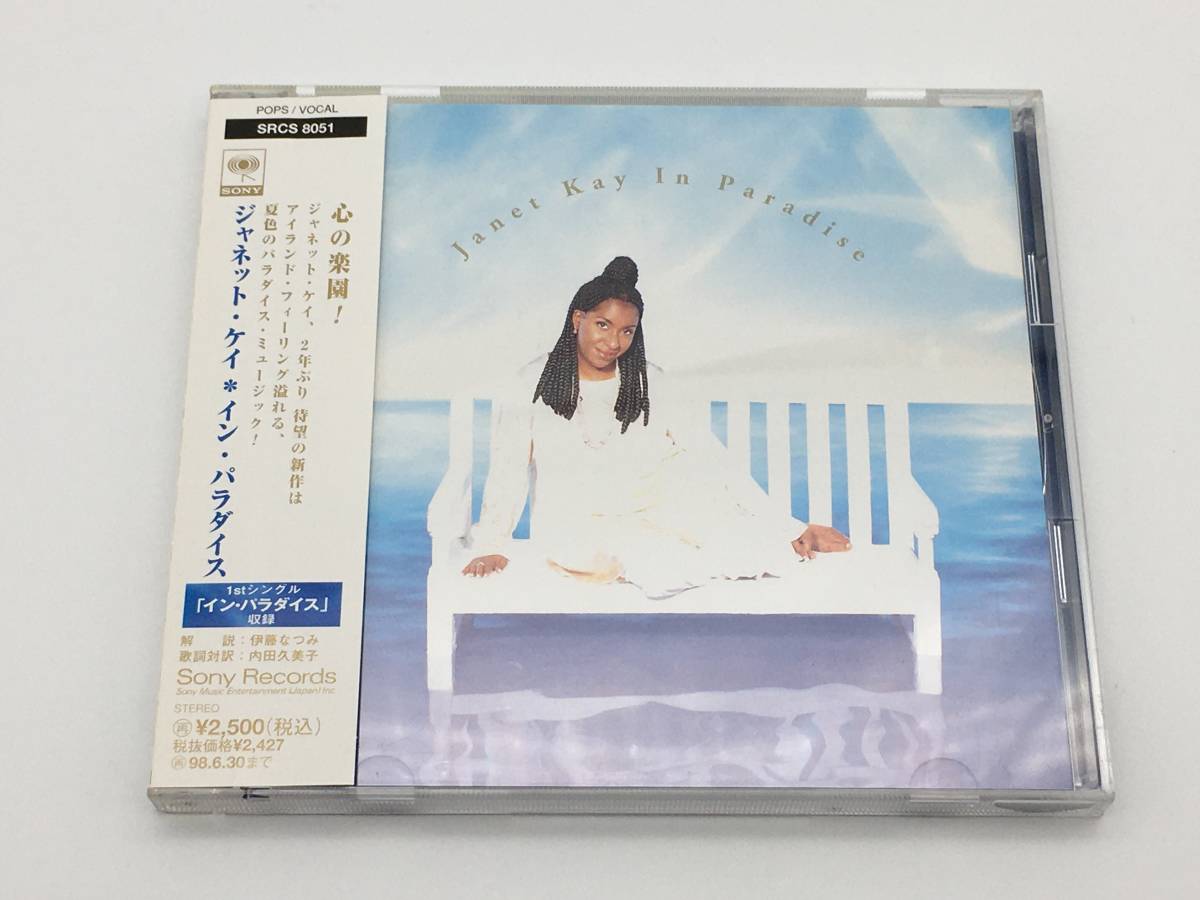 POPS / VOCAL
SRCS 8051
SONY
心の楽園!
ジャネット・ケイ、2年ぶり待望の新作は
アイランド・フィーリング溢れる、
夏色のパラダイス・ミュージック!
ジャネット・ケイ*イン・パラダイス
1stシングル
「イン・パラダイス」
収録
解 説:伊藤なつみ
歌詞対訳:内田久美子
Sony Records
Sony Music Entertainment (Japan) Inc
STEREO
再 ¥2,500(税込)
税抜価格¥2,427
再 98.6.30まで
Janet Kay In Paradise